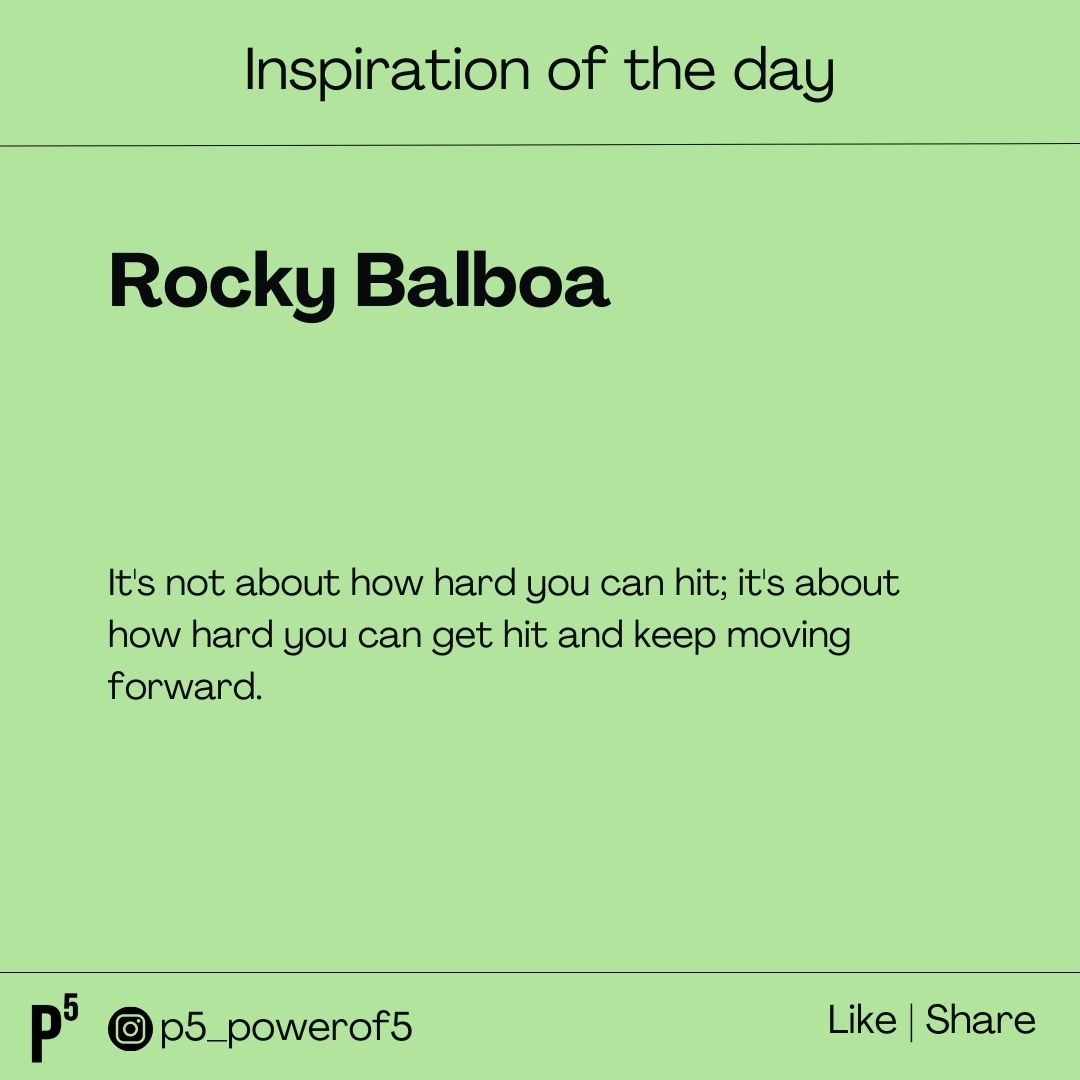 Inspiration of the day
Rocky Balboa
It's not about how hard you can hit; it's about
how hard you can get hit and keep moving
forward.
P⁵ p5_powerof5
Like | Share